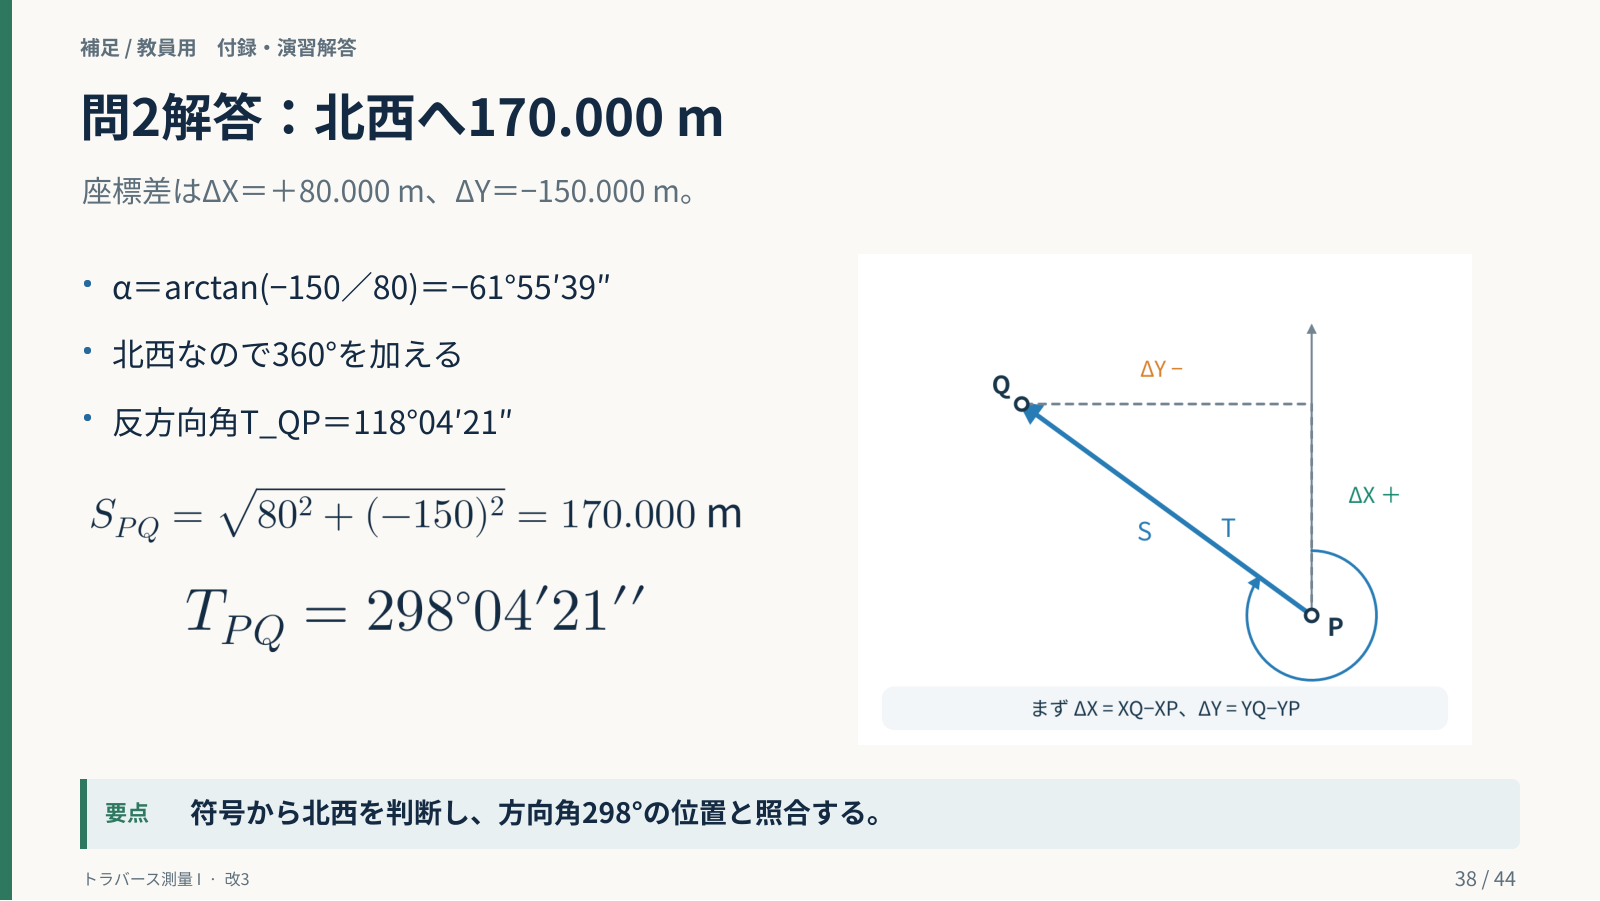 補足 / 教員用　付録・演習解答
問2解答：北西へ170.000 m
座標差はΔX＝＋80.000 m、ΔY＝−150.000 m。
• α＝arctan(−150／80)＝−61°55′39″
• 北西なので360°を加える
• 反方向角T_QP＝118°04′21″
S_{PQ} = √(80² + (−150)²) = 170.000 m
T_{PQ} = 298°04′21′′
Q
ΔY −
ΔX ＋
S
T
P
まず ΔX = XQ−XP、ΔY = YQ−YP
要点　符号から北西を判断し、方向角298°の位置と照合する。
トラバース測量 I ・ 改3
38 / 44